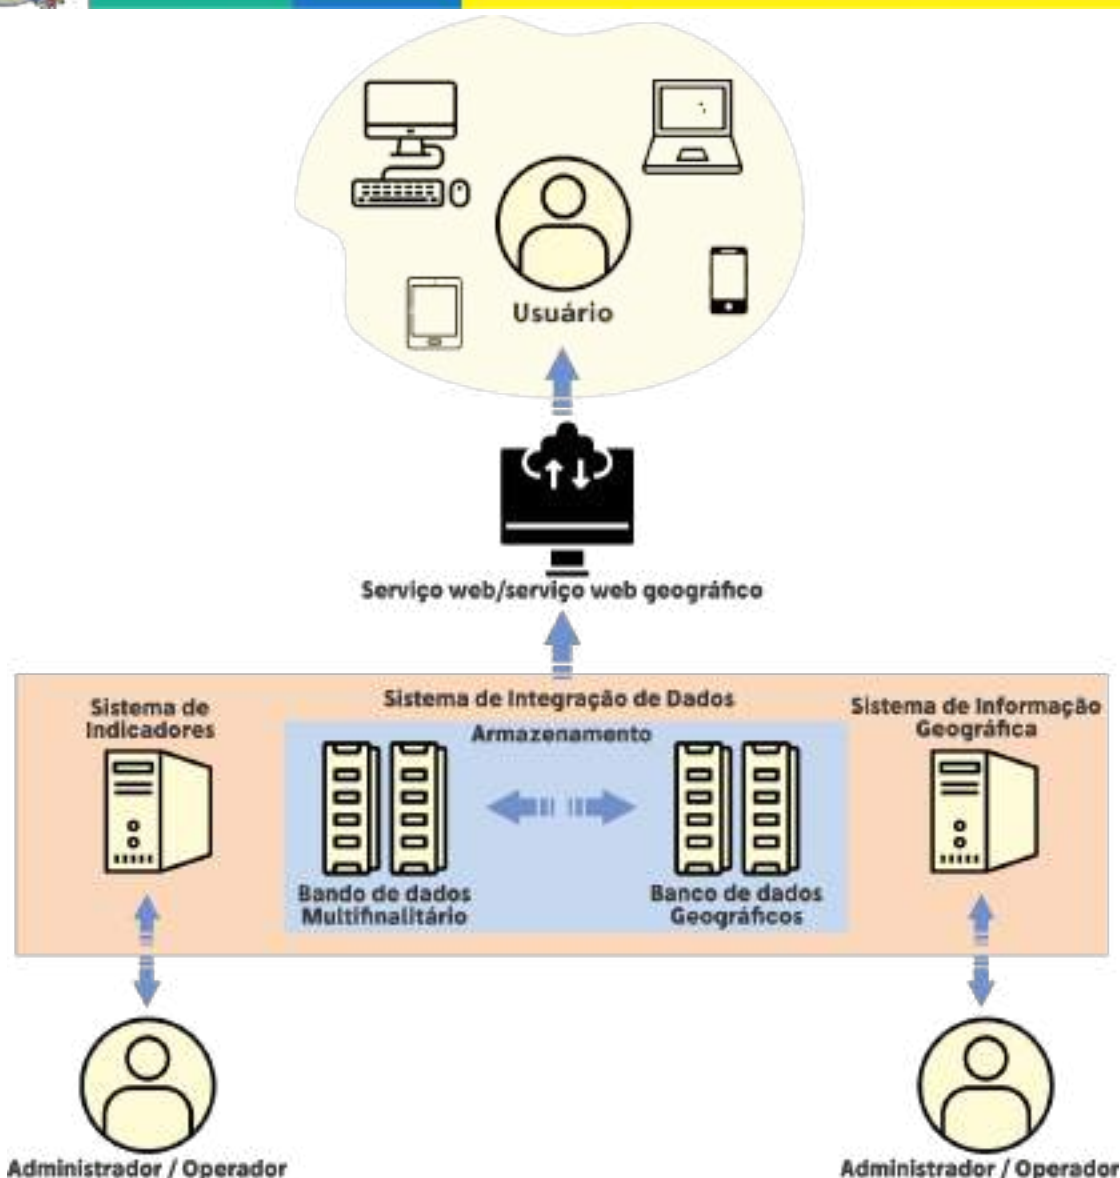 Usuário
Serviço web/serviço web geográfico
Sistema de Integração de Dados
Sistema de
Indicadores
Armazenamento
Sistema de Informação
Geográfica
Bando de dados
Multifinalitário
Banco de dados
Geográficos
Administrador / Operador
Administrador / Operador